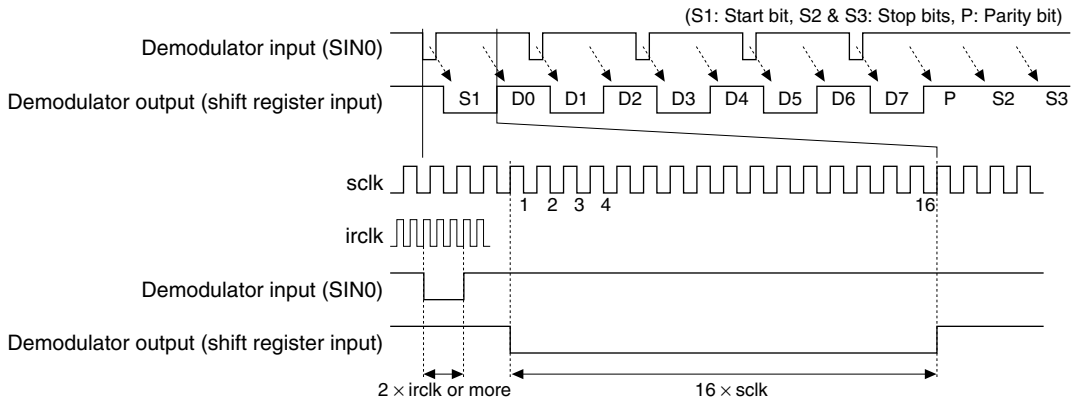 (S1: Start bit, S2 & S3: Stop bits, P: Parity bit)
Demodulator input (SIN0)
Demodulator output (shift register input)
S1 D0 D1 D2 D3 D4 D5 D6 D7 P S2 S3
sclk
1 2 3 4 16
irclk
Demodulator input (SIN0)
Demodulator output (shift register input)
2 × irclk or more 16 × sclk